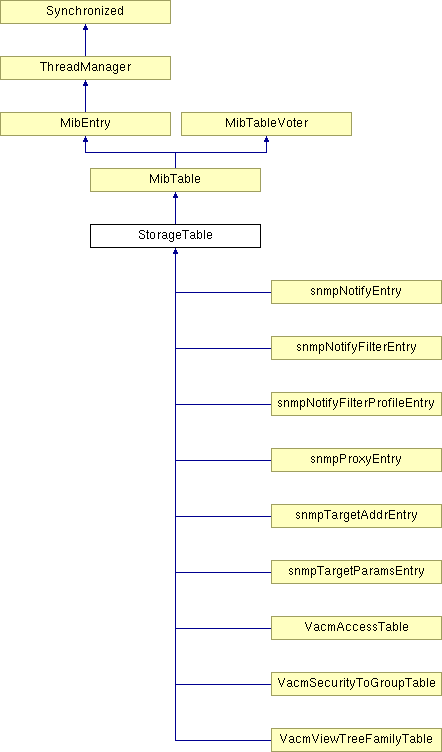 Synchronized
ThreadManager
MibEntry
MibTableVoter
MibTable
StorageTable
snmpNotifyEntry
snmpNotifyFilterEntry
snmpNotifyFilterProfileEntry
snmpProxyEntry
snmpTargetAddrEntry
snmpTargetParamsEntry
VacmAccessTable
VacmSecurityToGroupTable
VacmViewTreeFamilyTable